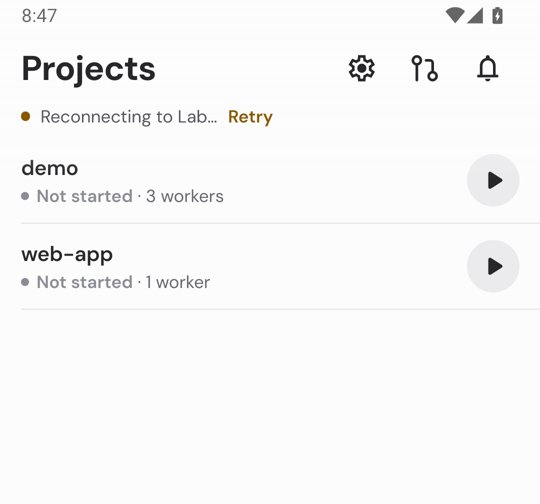 8:47
Projects
Reconnecting to Lab... Retry
demo
Not started · 3 workers
web-app
Not started · 1 worker